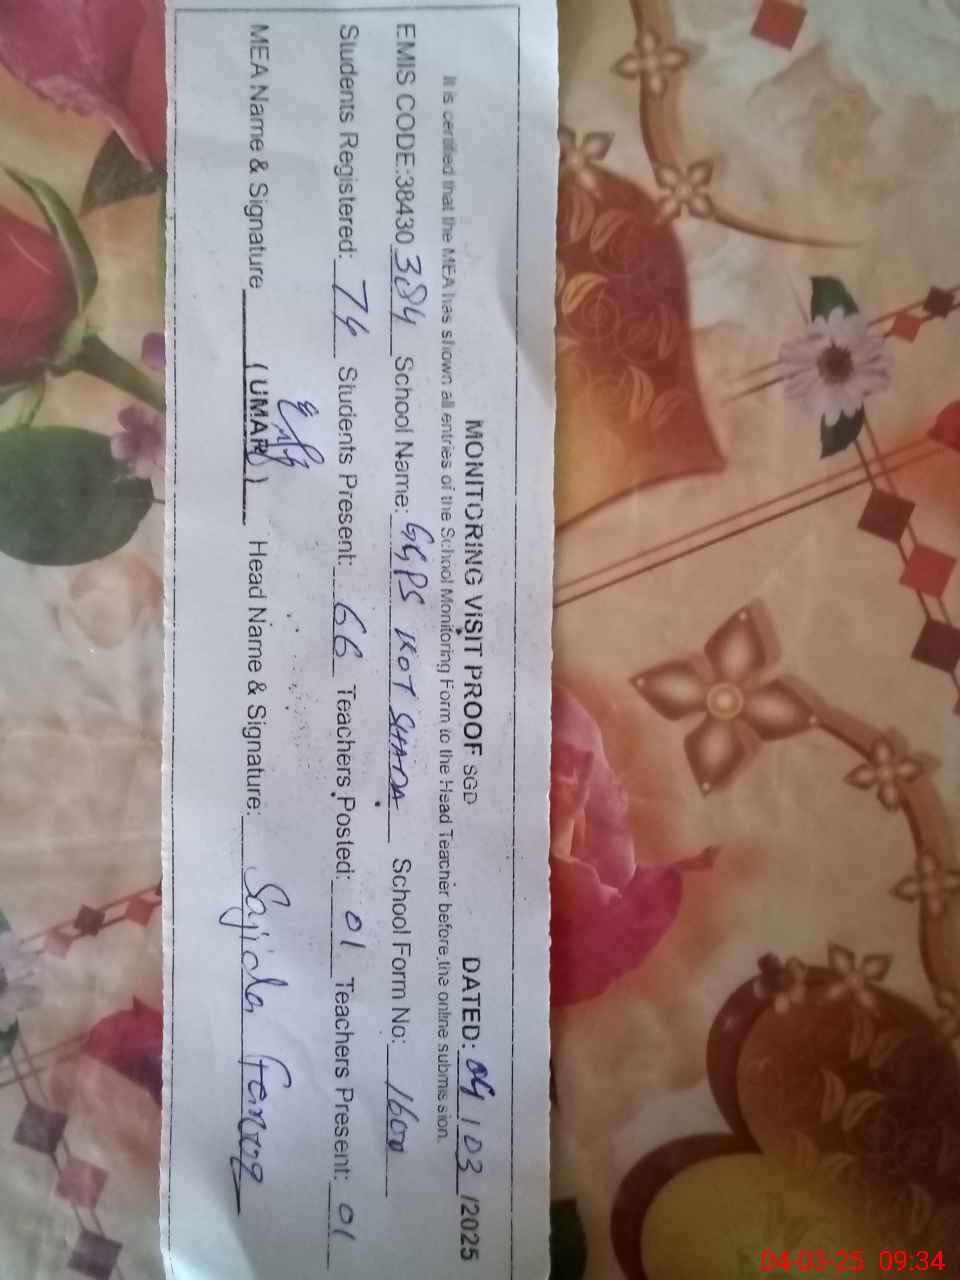 MONITORING VISIT PROOF SGD DATED: 04/03/2025
It is certified that the MEA has shown all entries of the School Monitoring Form to the Head Teacher before the online submission.
EMIS CODE:38430384 School Name: GGPS KOT SHADA School Form No: 1600
Students Registered: 74 Students Present: 66 Teachers Posted: 01 Teachers Present: 01
MEA Name & Signature (UMAR) Head Name & Signature: Sajida
04-03-25 09:34